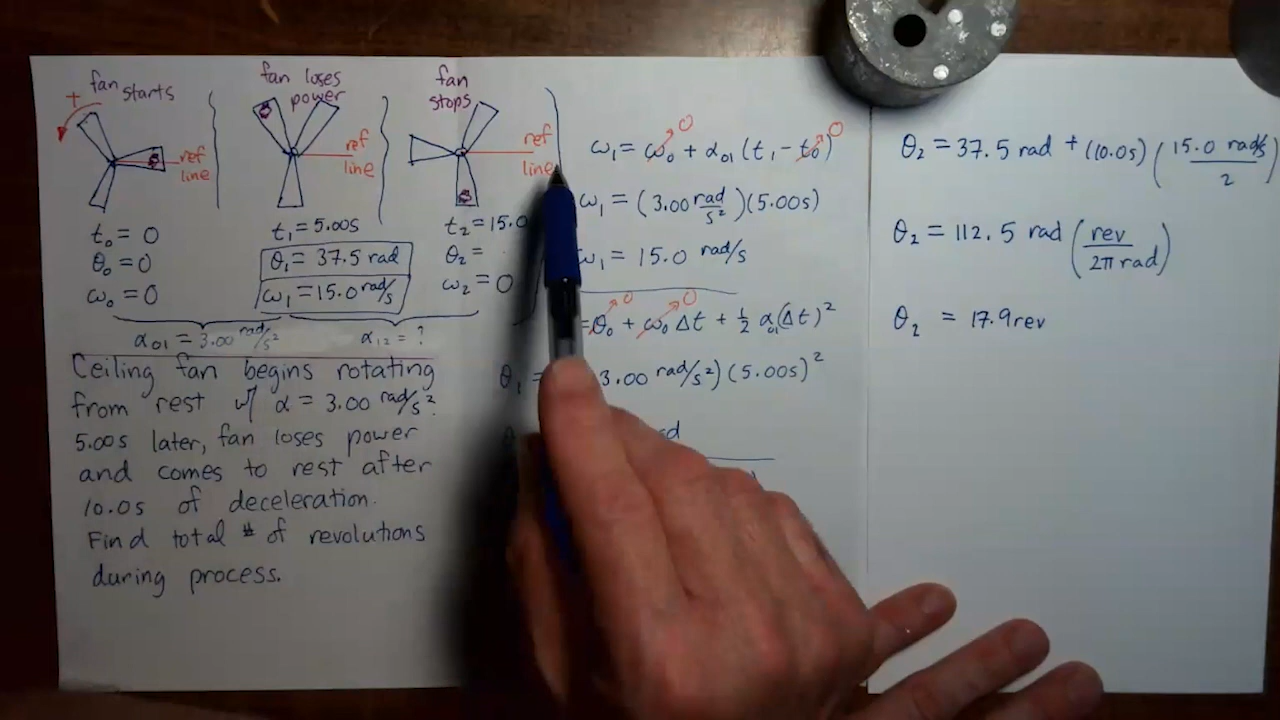 fan starts
+
ref
line
t₀ = 0
θ₀ = 0
ω₀ = 0
fan loses
power
ref
line
t₁ = 5.00s
θ₁ = 37.5 rad
ω₁ = 15.0 rad/s
fan
stops
ref
line
t₂ = 15.0
θ₂ =
ω₂ = 0
α₀₁ = 3.00 rad/s²
α₁₂ = ?
Ceiling fan begins rotating
from rest w/ α = 3.00 rad/s².
5.00s later, fan loses power
and comes to rest after
10.0s of deceleration.
Find total # of revolutions
during process.
ω₁ = ω₀ + α₀₁ (t₁ - t₀)
0
0
ω₁ = (3.00 rad/s²)(5.00s)
ω₁ = 15.0 rad/s
= θ₀ + ω₀ Δt + ½ α₀₁(Δt)²
0
0
θ₁ = 3.00 rad/s²)(5.00s)²
θ₂ = 37.5 rad + (10.0s) (15.0 rad/s / 2)
θ₂ = 112.5 rad (rev / 2π rad)
θ₂ = 17.9 rev